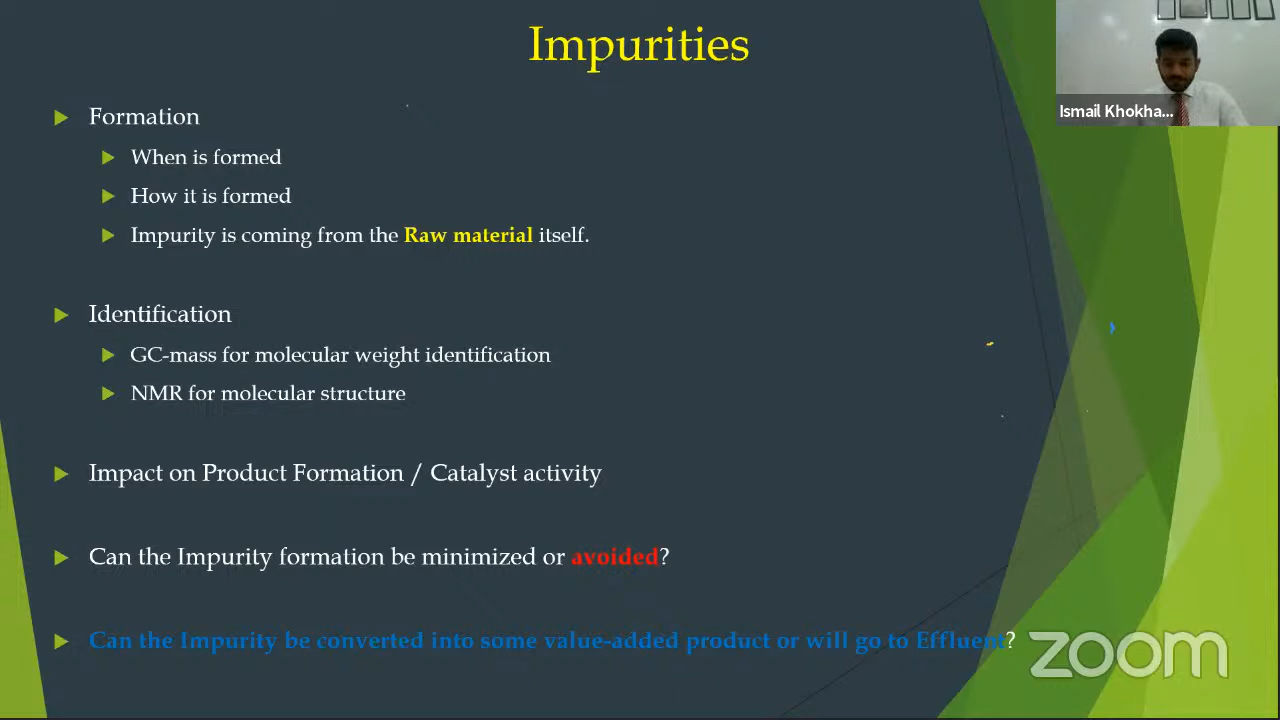 Impurities
Formation
When is formed
How it is formed
Impurity is coming from the Raw material itself.
Identification
GC-mass for molecular weight identification
NMR for molecular structure
Impact on Product Formation / Catalyst activity
Can the Impurity formation be minimized or avoided?
Can the Impurity be converted into some value-added product or will go to Effluent?
Ismail Khokha...
zoom